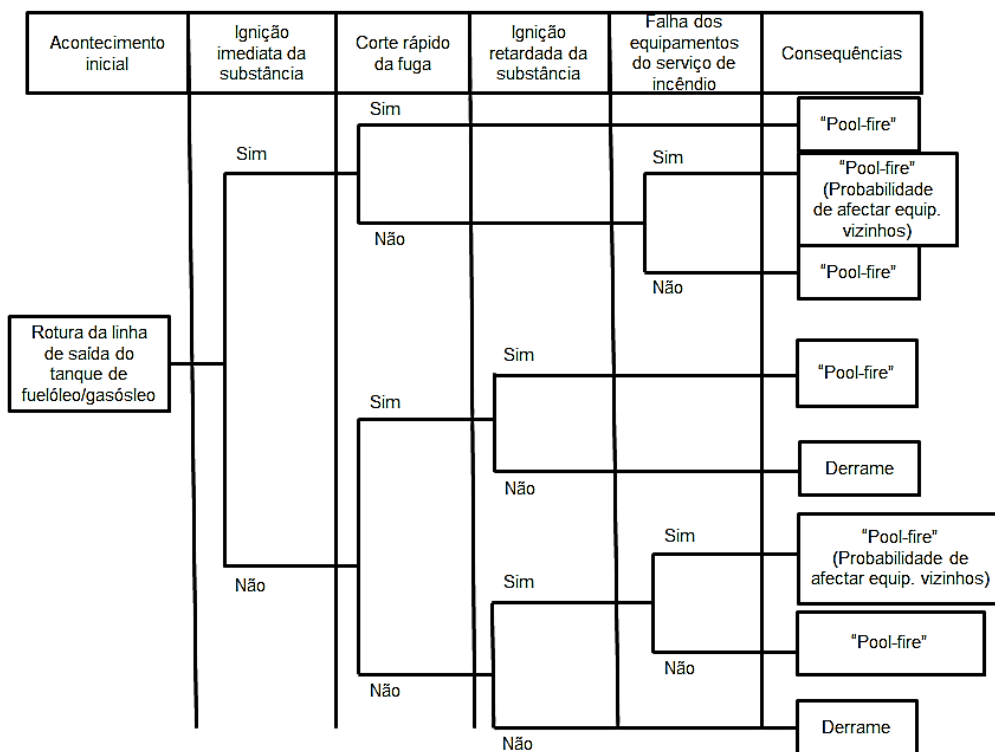 Acontecimento
inicial
Ignição
imediata da
substância
Corte rápido
da fuga
Ignição
retardada da
substância
Falha dos
equipamentos
do serviço de
incêndio
Consequências
Sim
"Pool-fire"
Sim
Sim
"Pool-fire"
(Probabilidade
de afectar equip.
vizinhos)
Não
Não
"Pool-fire"
Rotura da linha
de saída do
tanque de
fuelóleo/gasósleo
Sim
"Pool-fire"
Sim
Não
Derrame
Sim
"Pool-fire"
(Probabilidade de
afectar equip. vizinhos)
Não
Sim
"Pool-fire"
Não
Não
Derrame
Não